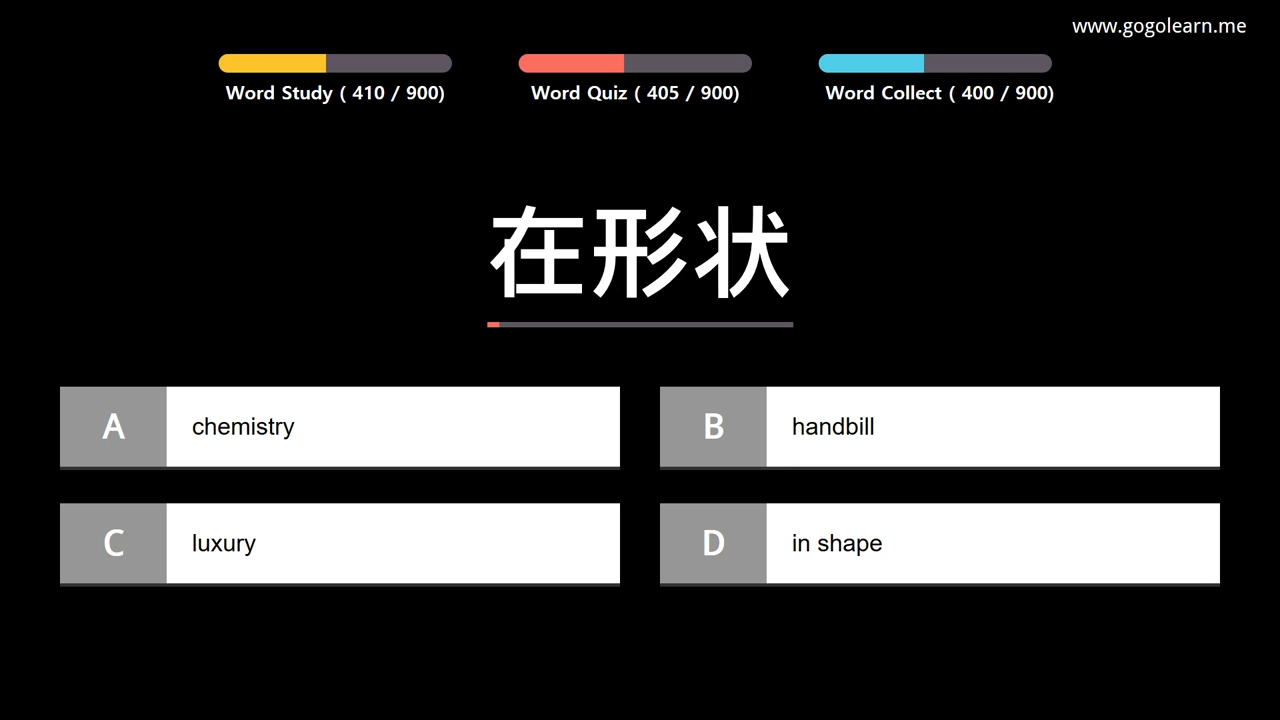 www.gogolearn.me
Word Study ( 410 / 900)
Word Quiz ( 405 / 900)
Word Collect ( 400 / 900)
在形状
A chemistry
B handbill
C luxury
D in shape